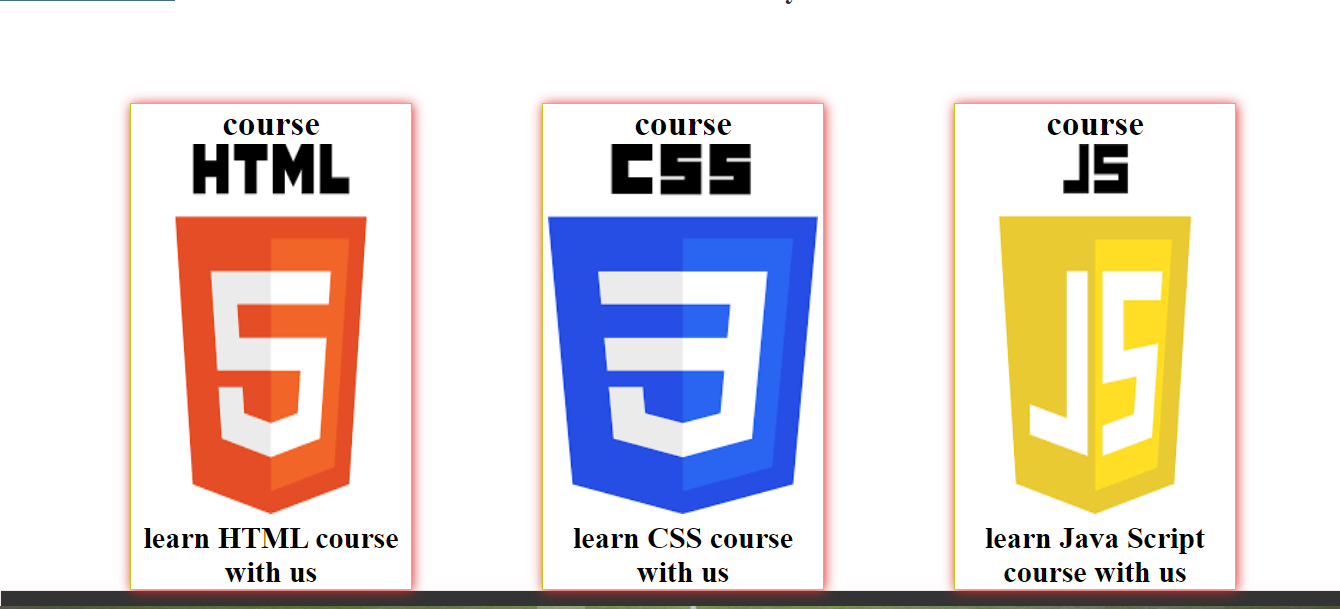 course
HTML
5
learn HTML course
with us
course
CSS
3
learn CSS course
with us
course
JS
JS
learn Java Script
course with us